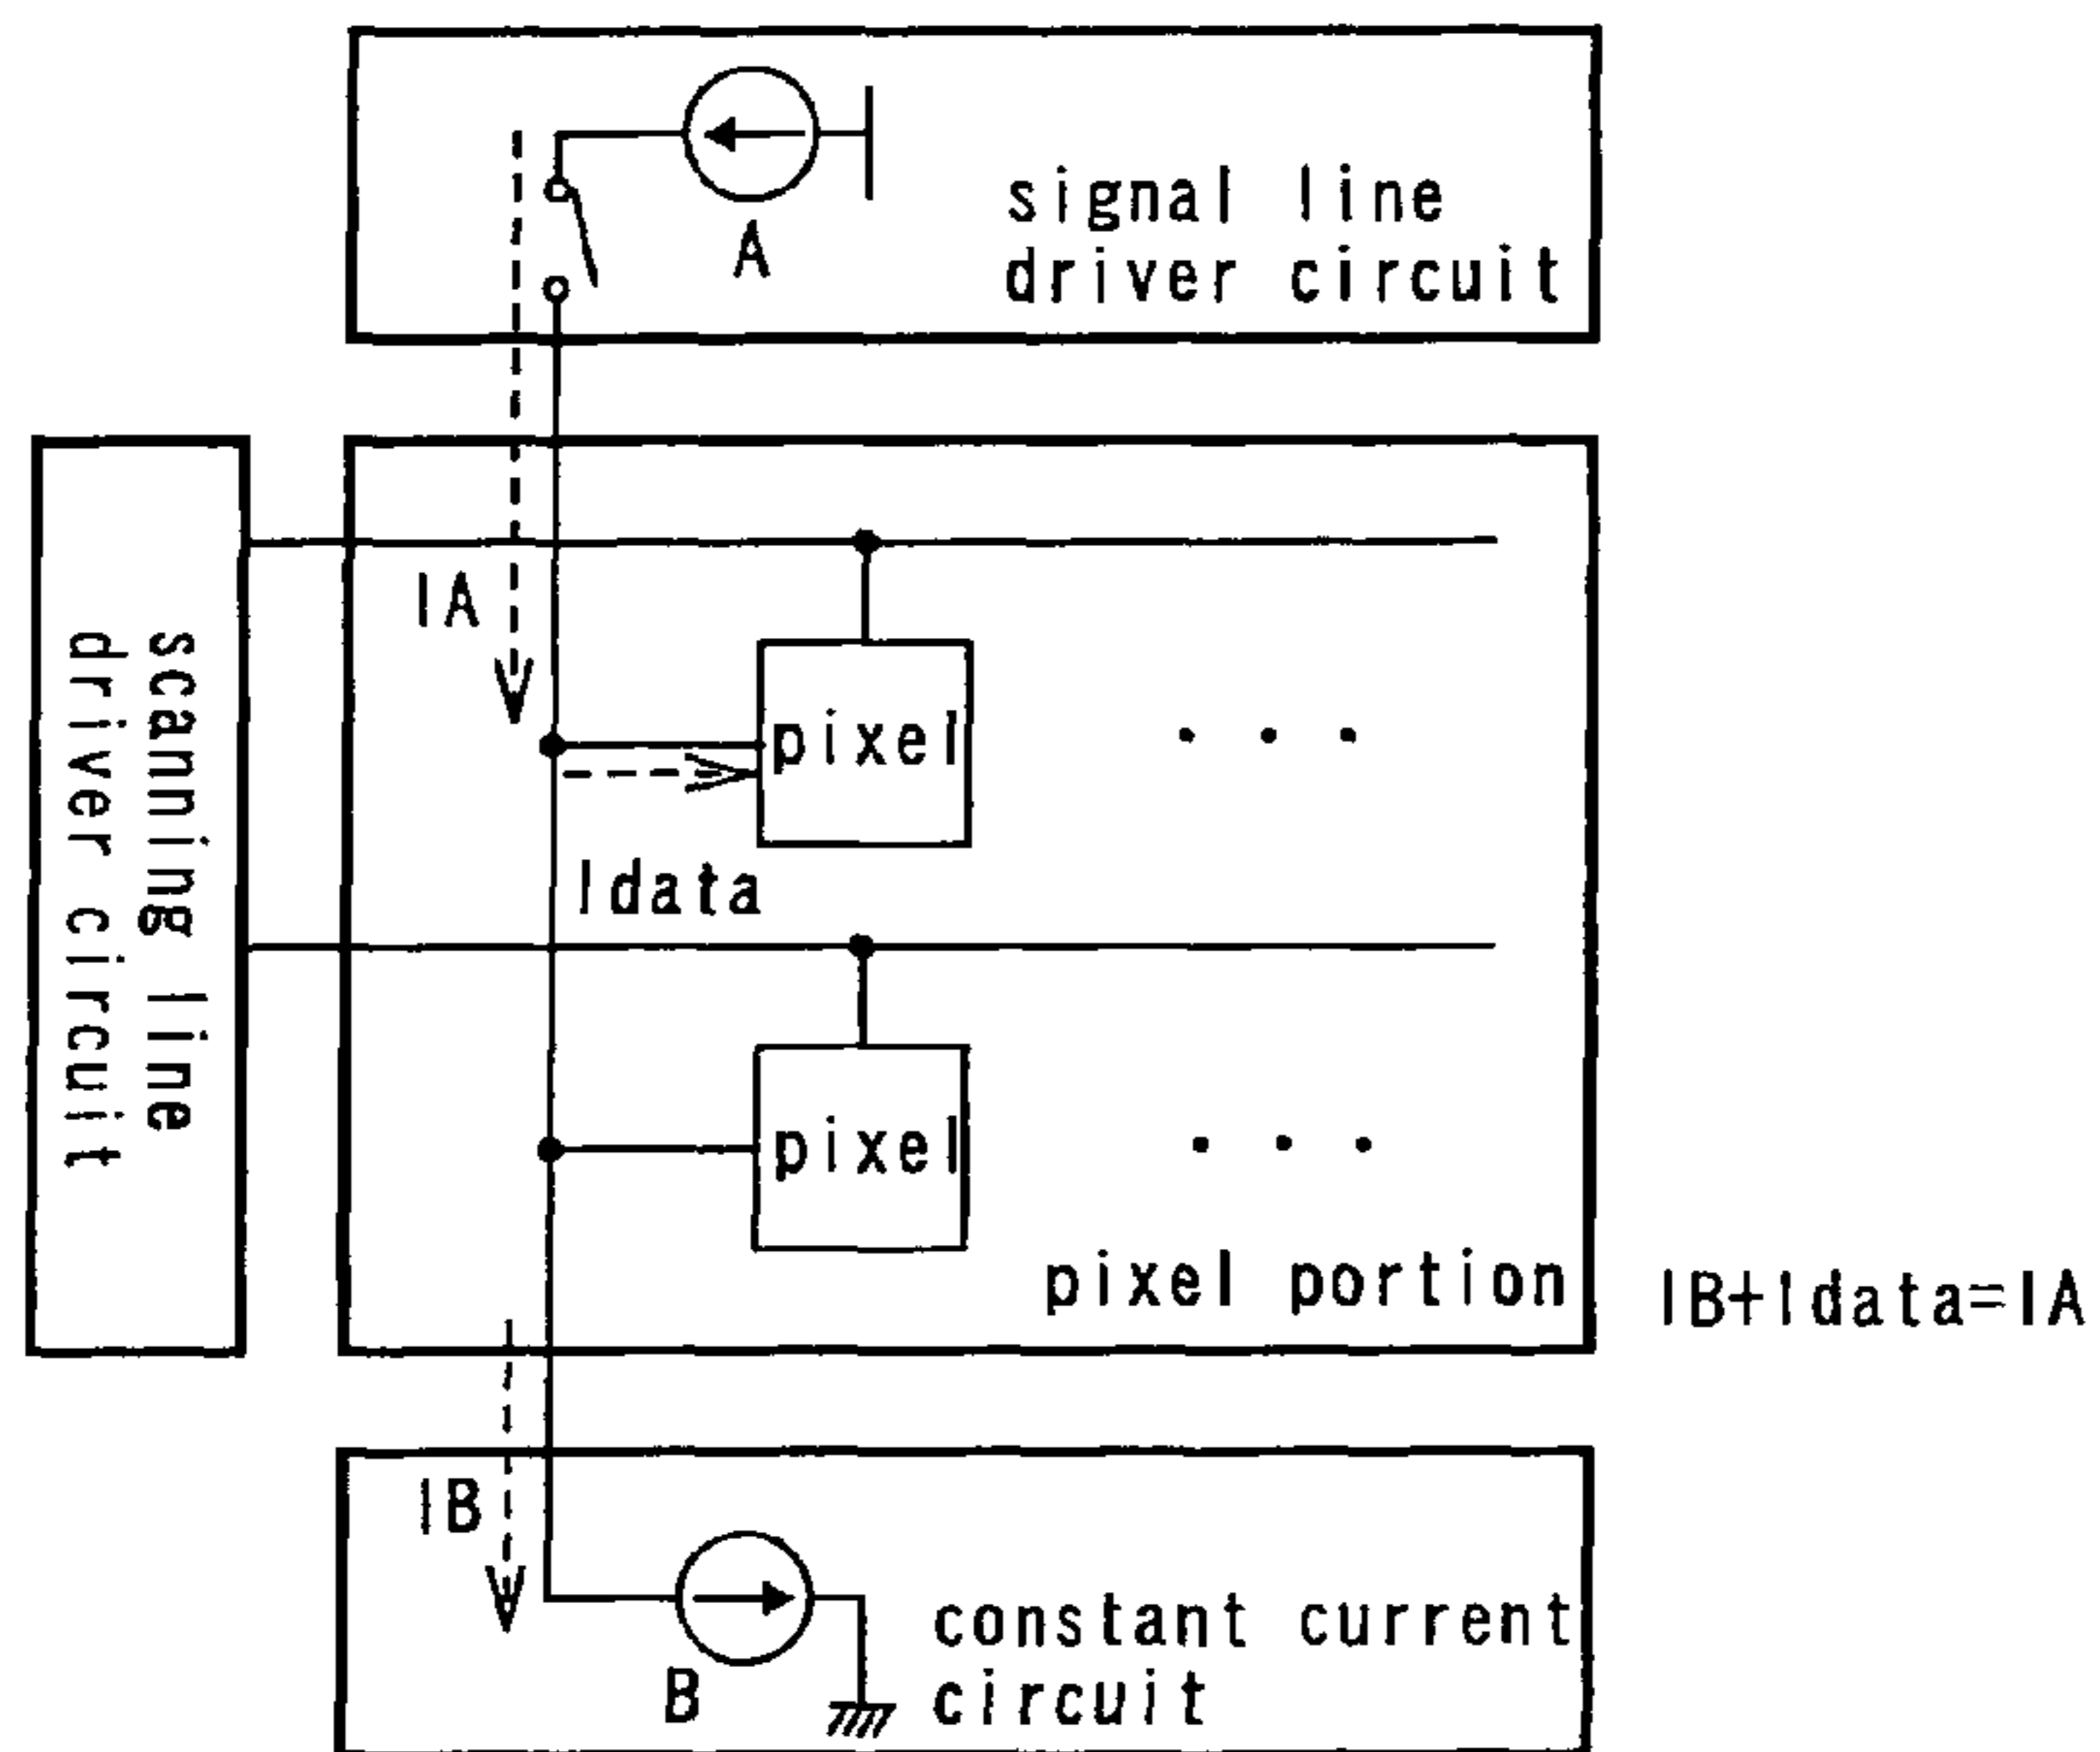 A
signal line
driver circuit
scanning line
driver circuit
IA
pixel
Idata
pixel
pixel portion
IB+Idata=IA
IB
B
constant current
circuit